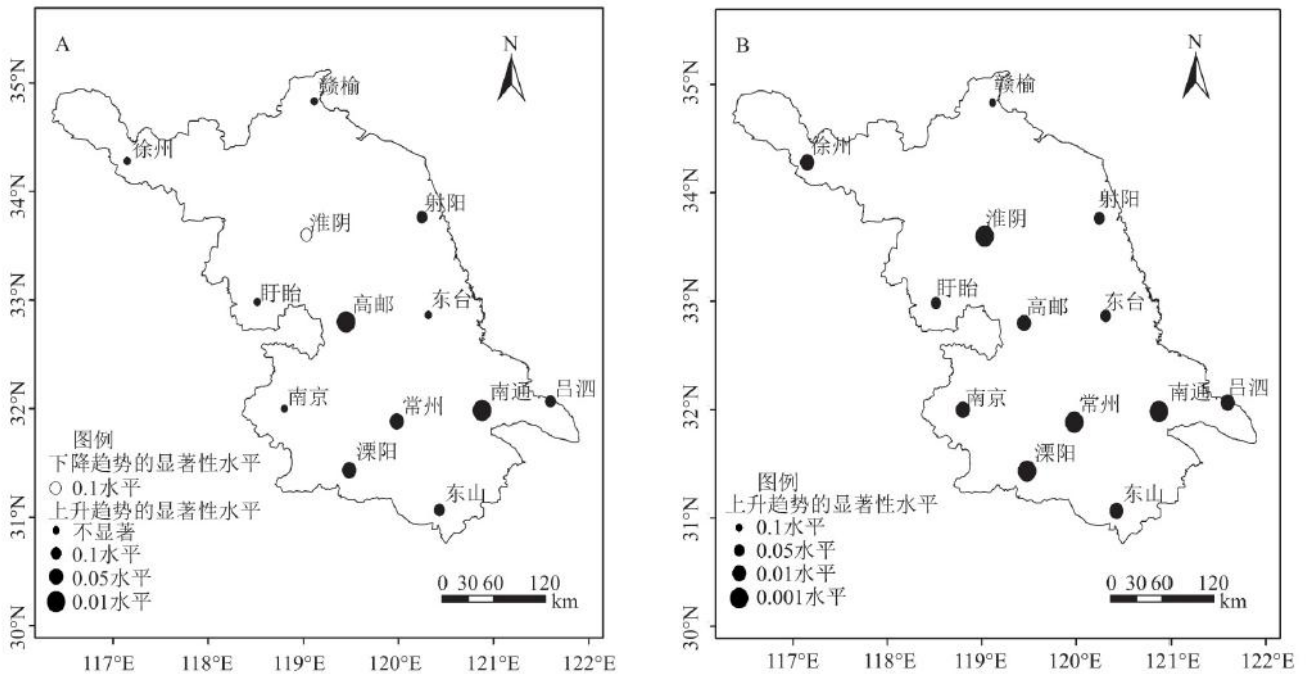 A
N
35°N
34°N
33°N
32°N
31°N
30°N
赣榆
徐州
射阳
淮阴
盱眙
高邮
东台
南京
常州
南通
吕泗
溧阳
东山
图例
下降趋势的显著性水平
0.1水平
上升趋势的显著性水平
不显著
0.1水平
0.05水平
0.01水平
0 30 60 120
km
117°E 118°E 119°E 120°E 121°E 122°E
B
N
35°N
34°N
33°N
32°N
31°N
30°N
赣榆
徐州
射阳
淮阴
盱眙
高邮
东台
南京
常州
南通
吕泗
溧阳
东山
图例
上升趋势的显著性水平
0.1水平
0.05水平
0.01水平
0.001水平
0 30 60 120
km
117°E 118°E 119°E 120°E 121°E 122°E